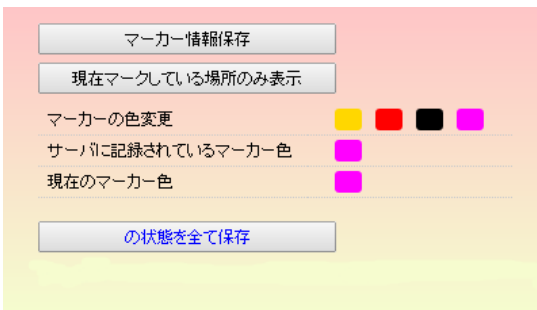 マーカー情報保存
現在マークしている場所のみ表示
マーカーの色変更
サーバに記録されているマーカー色
現在のマーカー色
の状態を全て保存